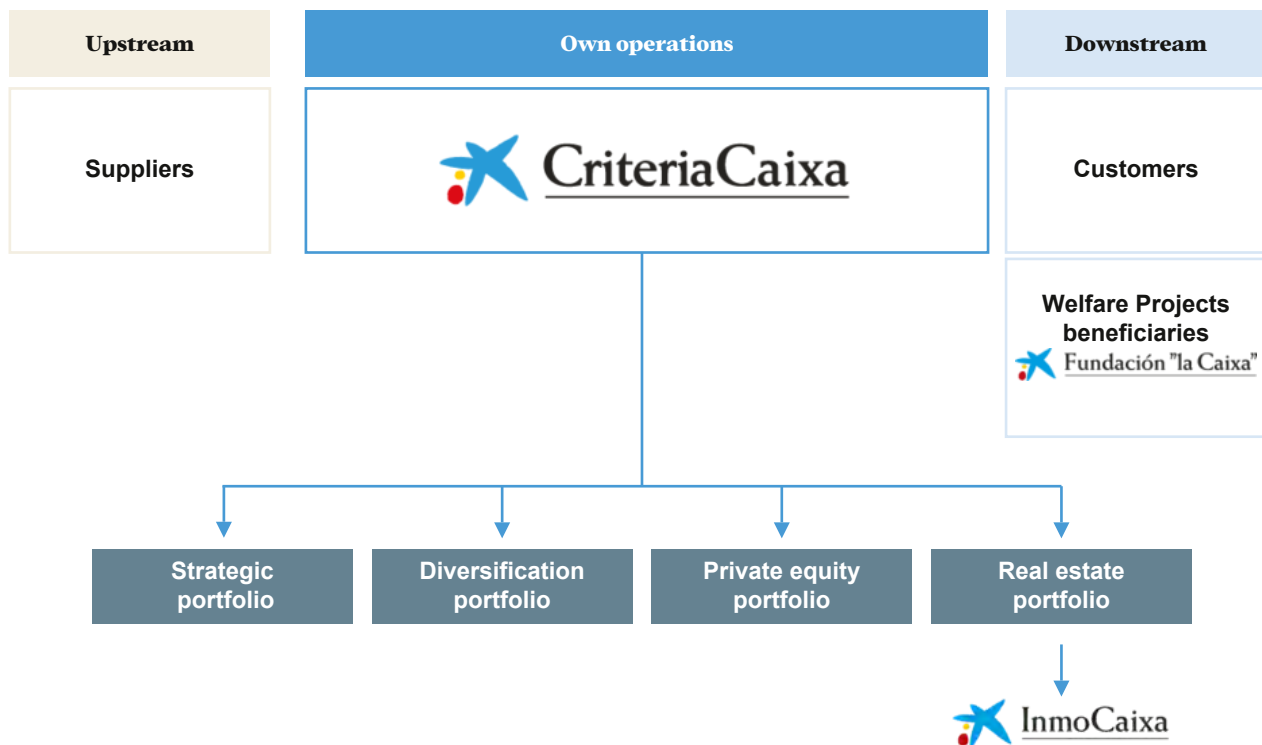 Upstream
Own operations
Downstream
Suppliers
CriteriaCaixa
Customers
Welfare Projects
beneficiaries
Fundación "la Caixa"
Strategic
portfolio
Diversification
portfolio
Private equity
portfolio
Real estate
portfolio
InmoCaixa